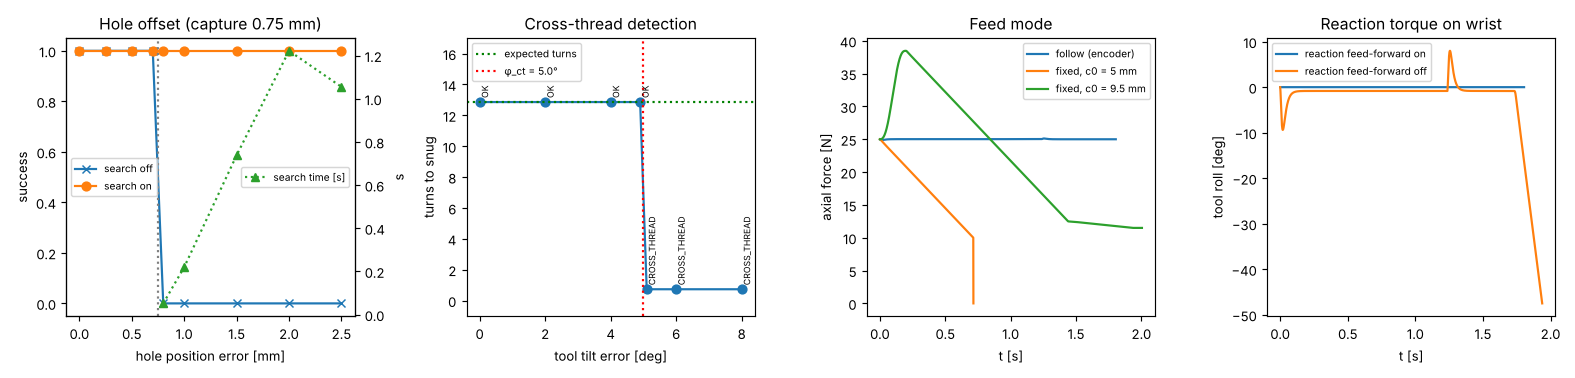 Hole offset (capture 0.75 mm)
1.0
0.8
0.6
0.4
0.2
0.0
success
search off
search on
search time [s]
1.2
1.0
0.8
0.6
0.4
0.2
0.0
s
0.0 0.5 1.0 1.5 2.0 2.5
hole position error [mm]
Cross-thread detection
16
14
12
10
8
6
4
2
0
turns to snug
expected turns
φ_ct = 5.0°
OK
OK
OK
OK
CROSS_THREAD
CROSS_THREAD
CROSS_THREAD
0 2 4 6 8
tool tilt error [deg]
Feed mode
40
35
30
25
20
15
10
5
0
axial force [N]
follow (encoder)
fixed, c0 = 5 mm
fixed, c0 = 9.5 mm
0.0 0.5 1.0 1.5 2.0
t [s]
Reaction torque on wrist
10
0
−10
−20
−30
−40
−50
tool roll [deg]
reaction feed-forward on
reaction feed-forward off
0.0 0.5 1.0 1.5 2.0
t [s]